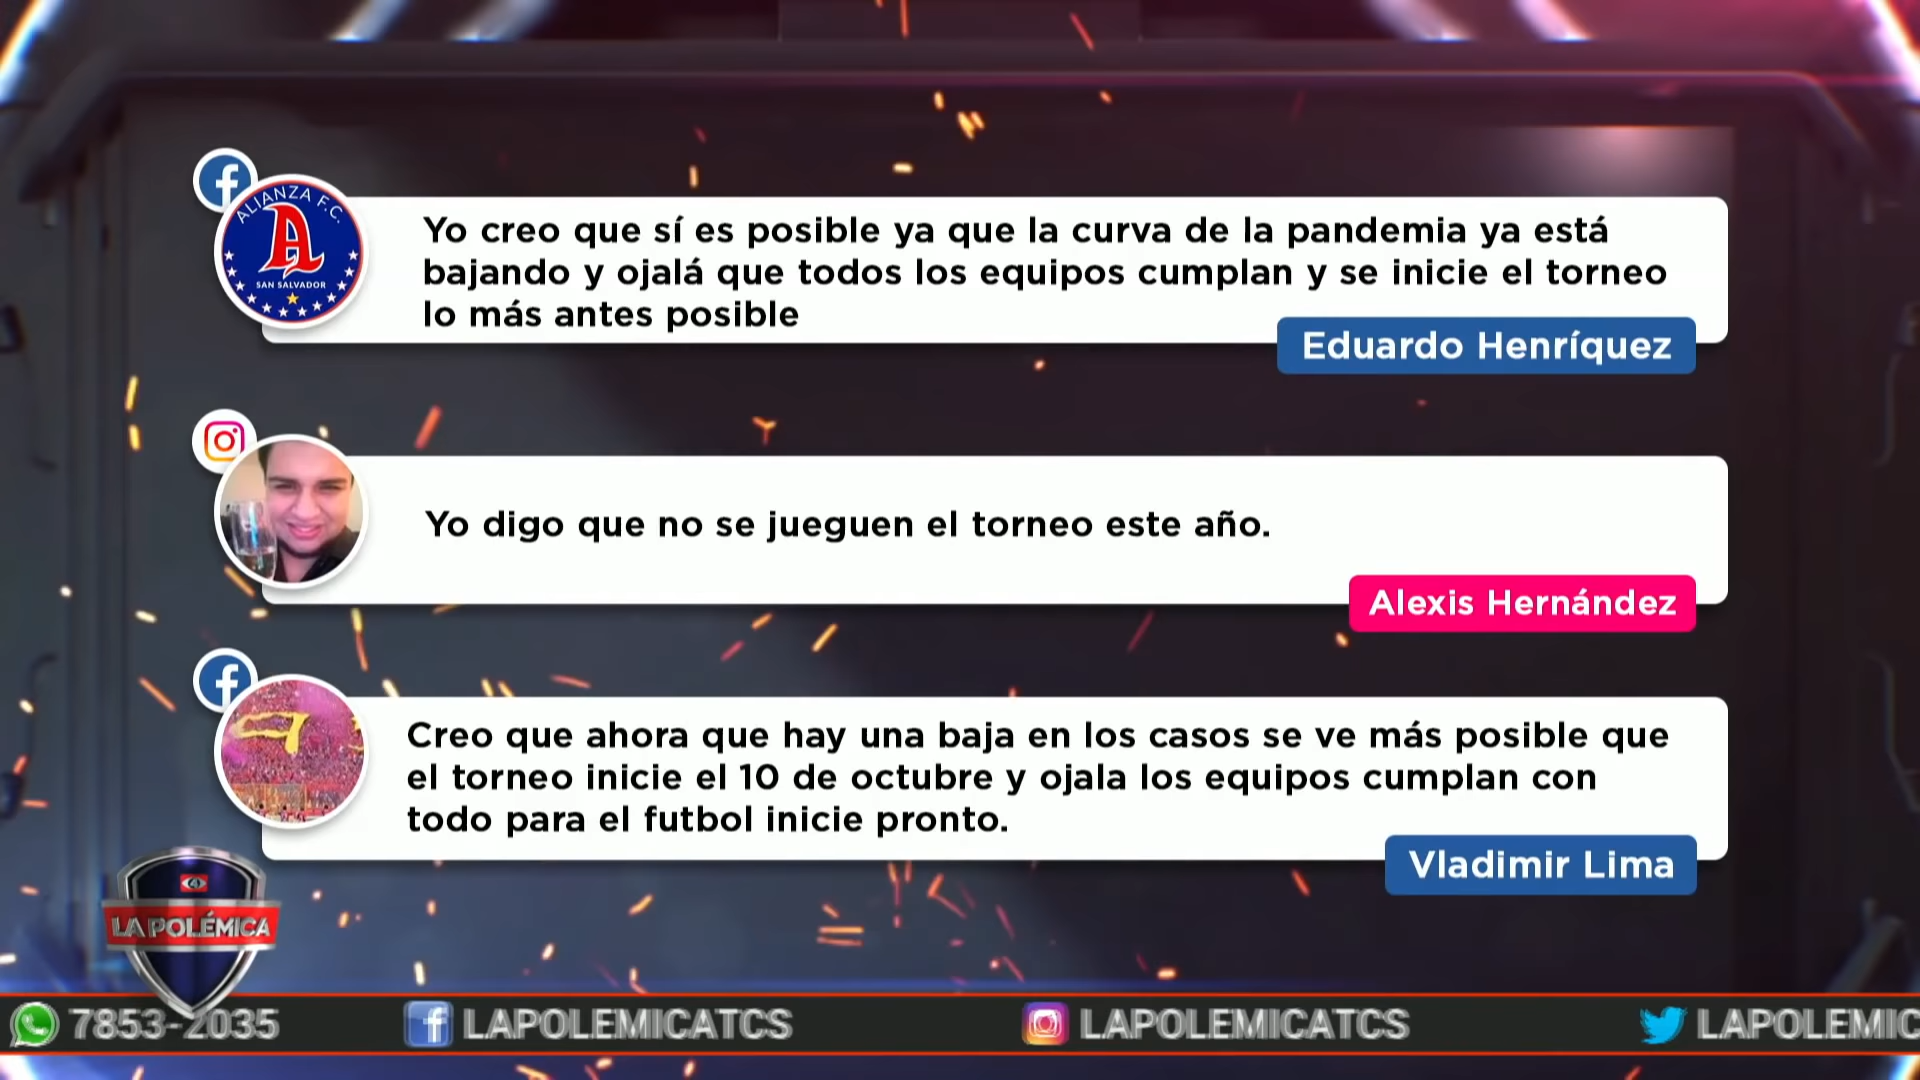 ALIANZA F.C.
A
SAN SALVADOR
Yo creo que sí es posible ya que la curva de la pandemia ya está
bajando y ojalá que todos los equipos cumplan y se inicie el torneo
lo más antes posible
Eduardo Henríquez
Yo digo que no se jueguen el torneo este año.
Alexis Hernández
Creo que ahora que hay una baja en los casos se ve más posible que
el torneo inicie el 10 de octubre y ojala los equipos cumplan con
todo para el futbol inicie pronto.
Vladimir Lima
4
LA POLÉMICA
7853-2035
LAPOLEMICATCS
LAPOLEMICATCS
LAPOLEMIC